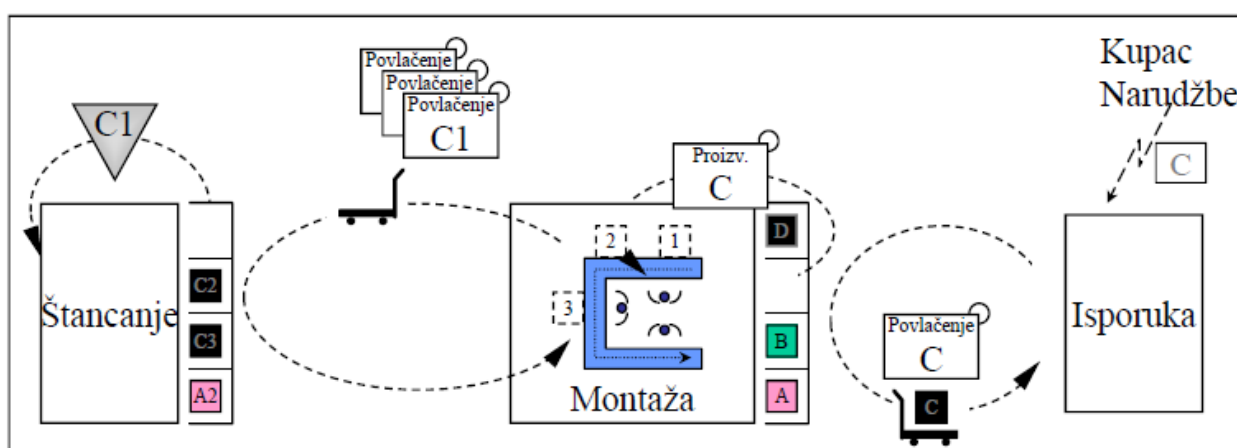 Kupac
Narudžbe
C
Povlačenje
Povlačenje
Povlačenje
C1
C1
Proizv.
C
D
2
1
3
C2
C3
A2
Štancanje
B
A
Montaža
Povlačenje
C
C
Isporuka